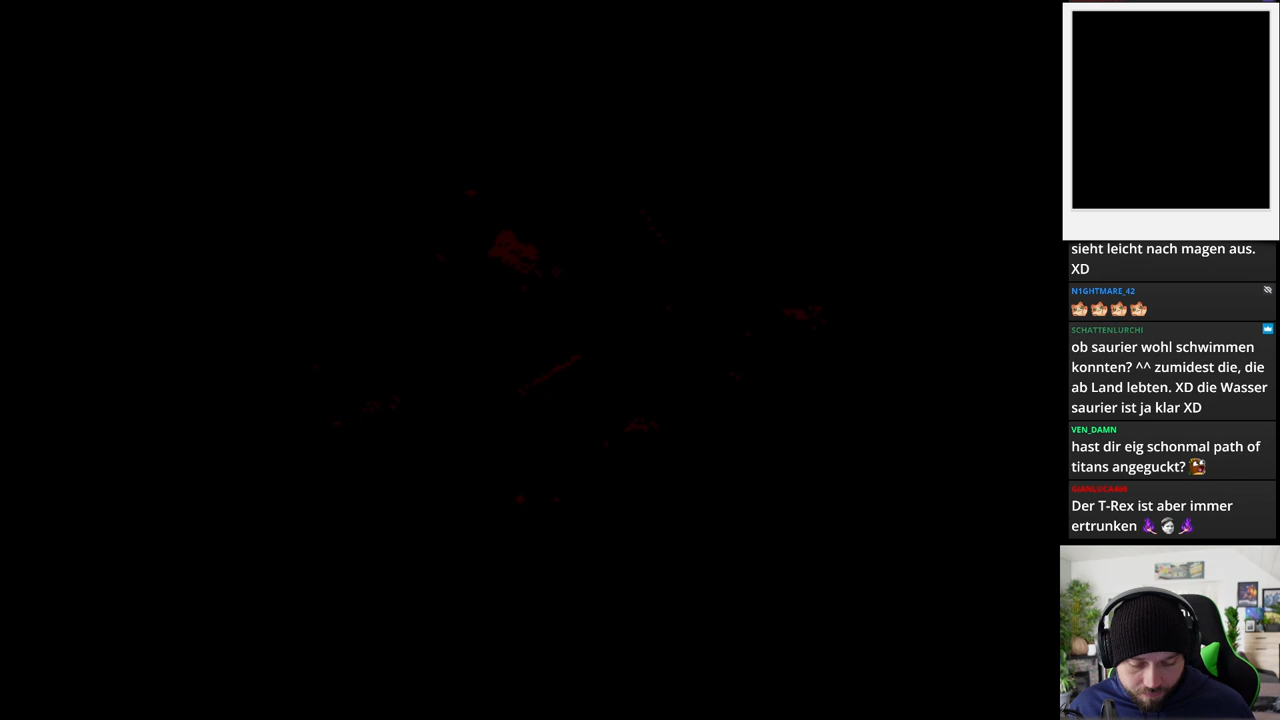 sieht leicht nach magen aus.
XD
N1GHTMARE_42
SCHATTENLURCHI
ob saurier wohl schwimmen
konnten? ^^ zumidest die, die
ab Land lebten. XD die Wasser
saurier ist ja klar XD
VEN_DAMN
hast dir eig schonmal path of
titans angeguckt?
Der T-Rex ist aber immer
ertrunken